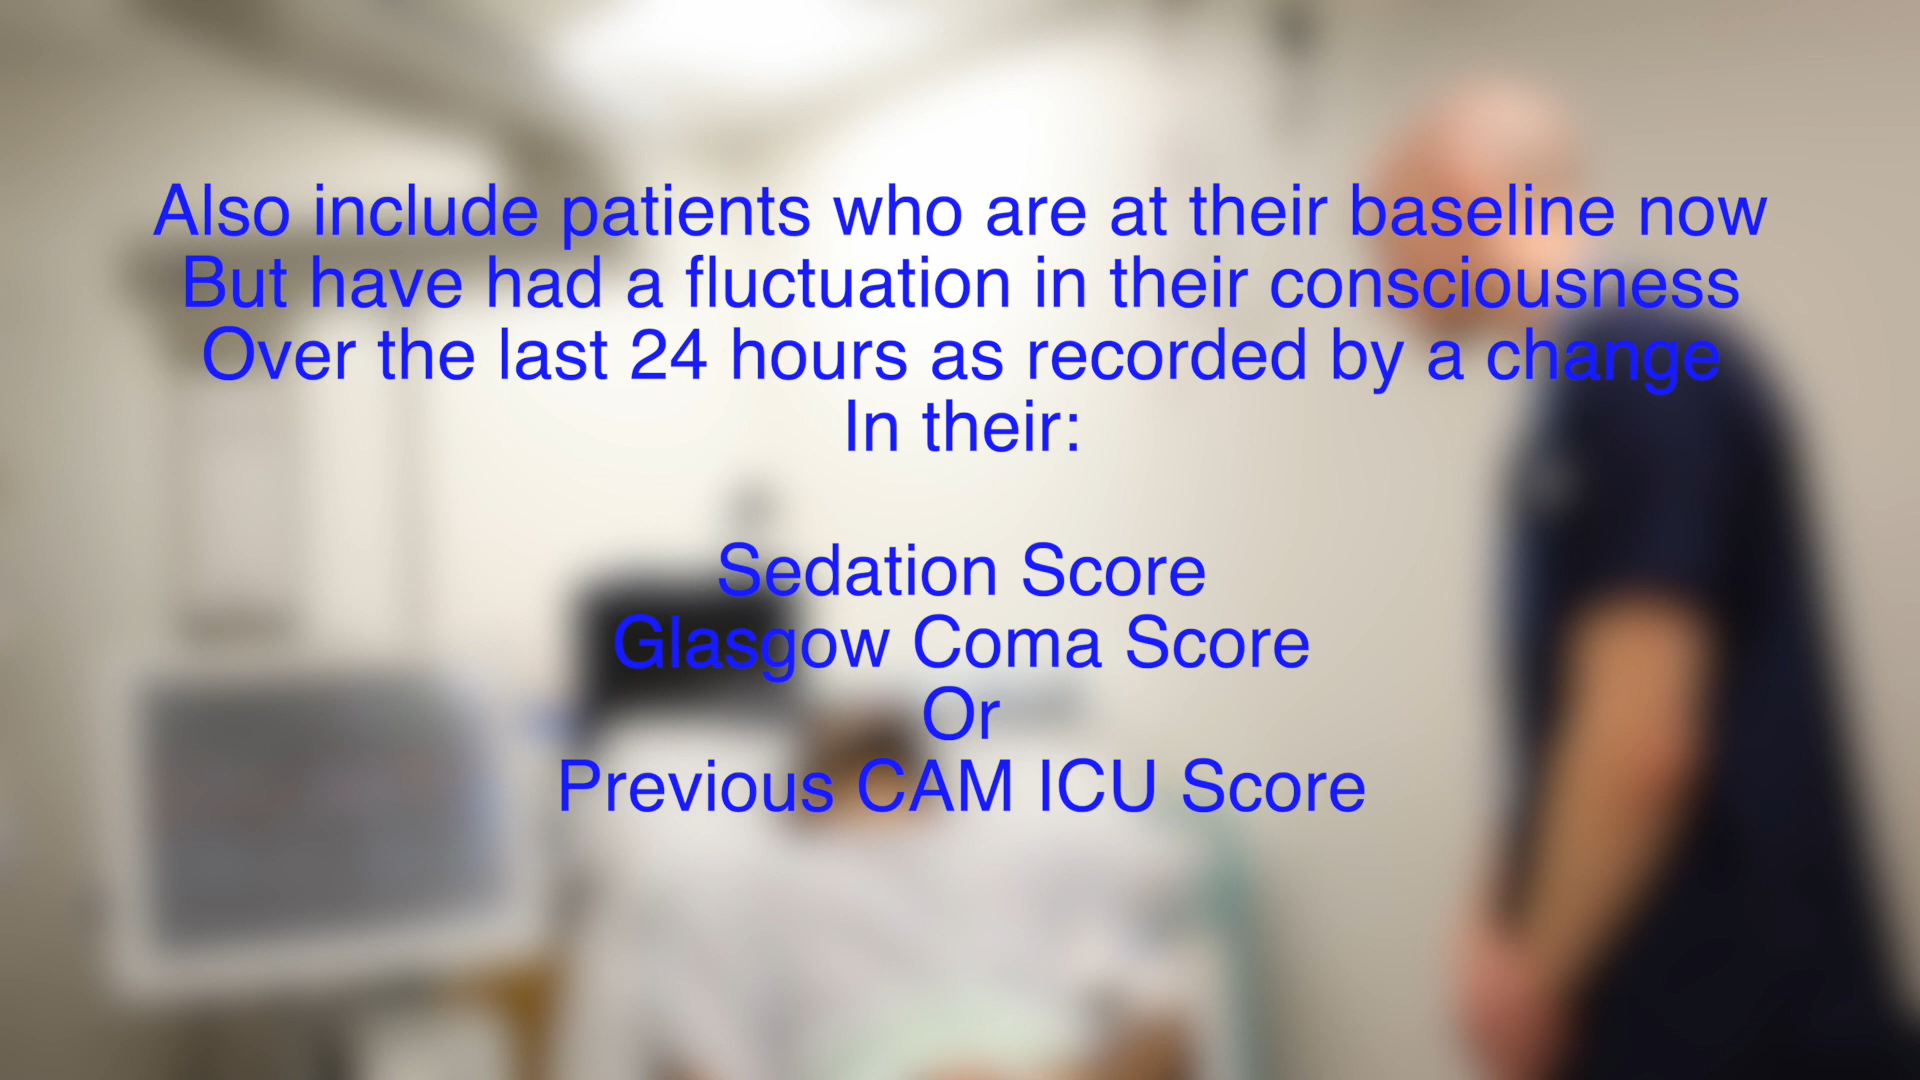 Also include patients who are at their baseline now
But have had a fluctuation in their consciousness
Over the last 24 hours as recorded by a change
In their:
Sedation Score
Glasgow Coma Score
Or
Previous CAM ICU Score